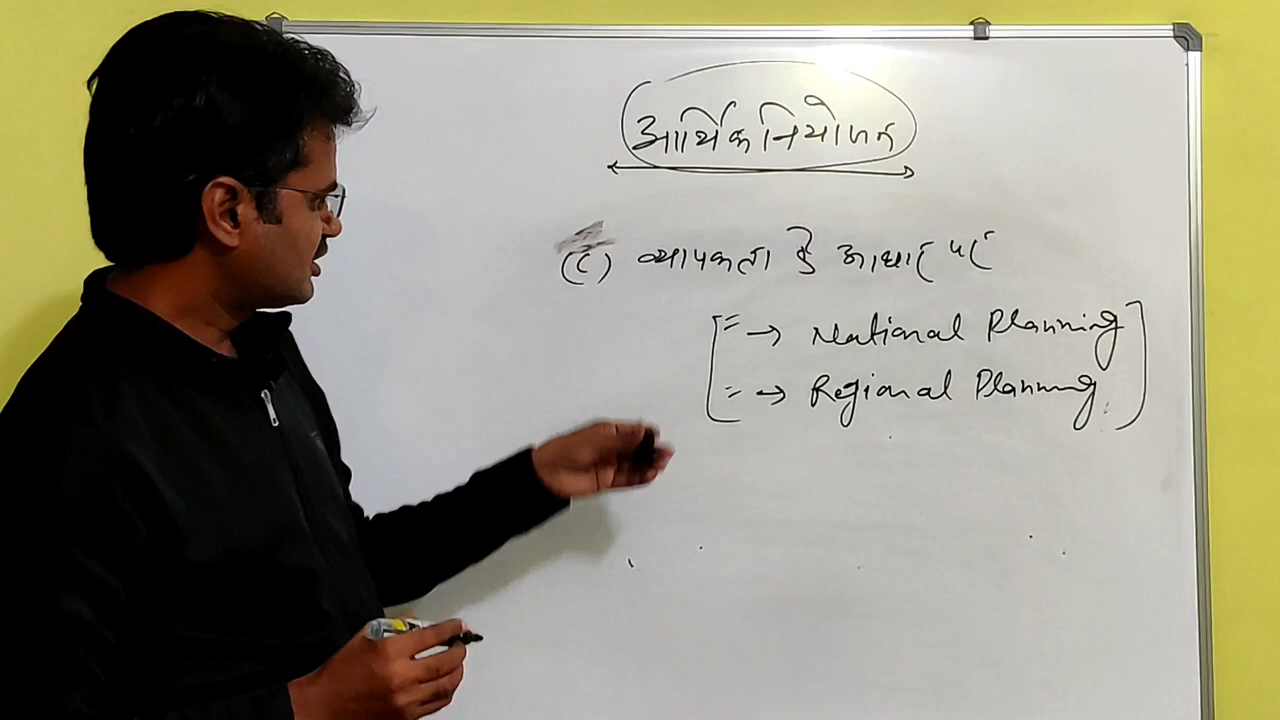 आर्थिक नियोजन
(C) व्यापकता के आधार पर
→ National Planning
→ Regional Planning